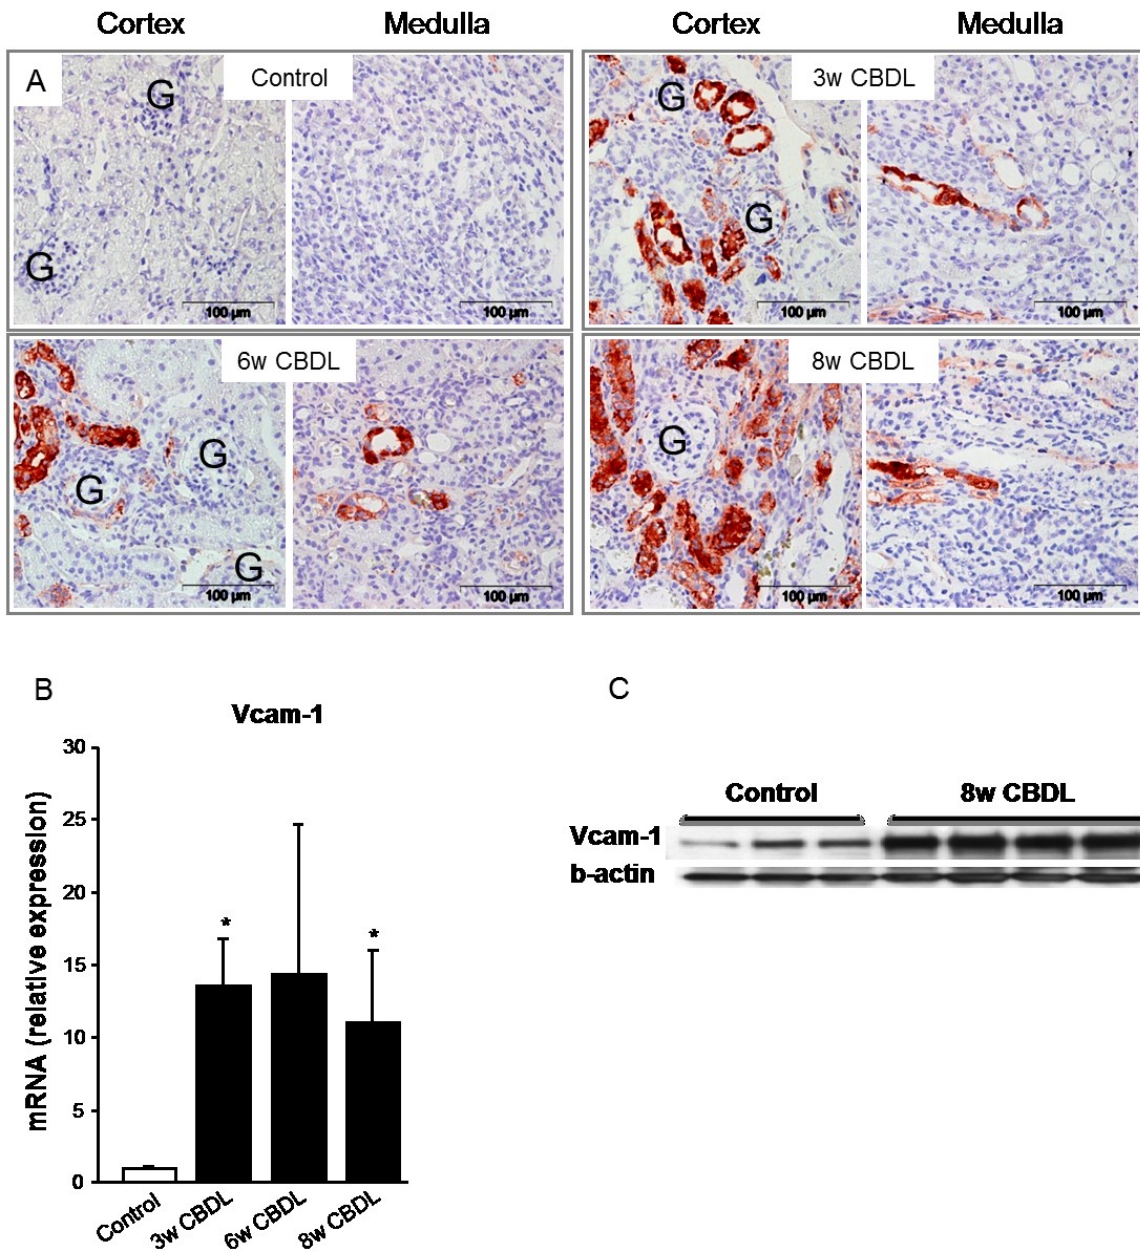 Cortex Medulla Cortex Medulla
A Control 3w CBDL
G G G G
100 µm 100 µm 100 µm 100 µm
6w CBDL 8w CBDL
G G G G
100 µm 100 µm 100 µm 100 µm
B
Vcam-1
mRNA (relative expression)
30
25
20
15
10
5
0
* *
Control 3w CBDL 6w CBDL 8w CBDL
C
Control 8w CBDL
Vcam-1
b-actin